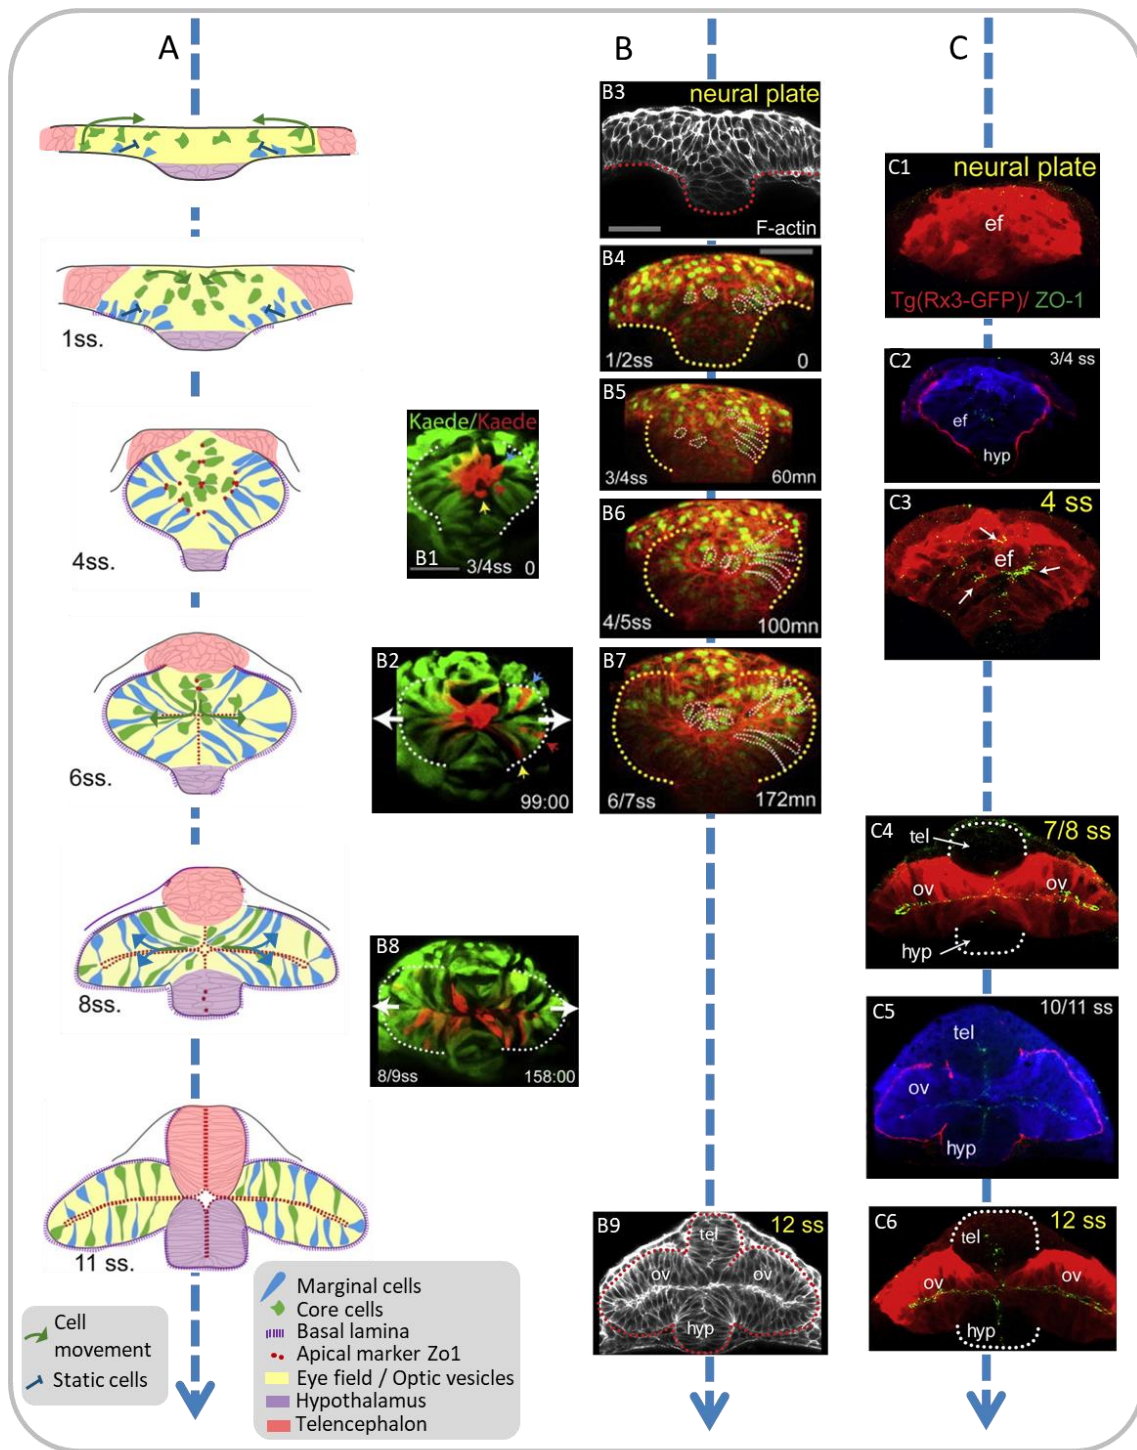 A
B
C
1ss.
4ss.
6ss.
8ss.
11 ss.
Kaede/Kaede
B1
3/4ss
0
B2
99:00
B3
neural plate
F-actin
B4
1/2ss
0
B5
3/4ss
60mn
B6
4/5ss
100mn
B7
6/7ss
172mn
B8
8/9ss
158:00
B9
12 ss
tel
ov
ov
hyp
C1
neural plate
ef
Tg(Rx3-GFP)/ ZO-1
C2
3/4 ss
ef
hyp
C3
4 ss
ef
C4
7/8 ss
tel
ov
ov
hyp
C5
10/11 ss
tel
ov
hyp
C6
12 ss
tel
ov
ov
hyp
Cell
movement
Static cells
Marginal cells
Core cells
Basal lamina
Apical marker Zo1
Eye field / Optic vesicles
Hypothalamus
Telencephalon